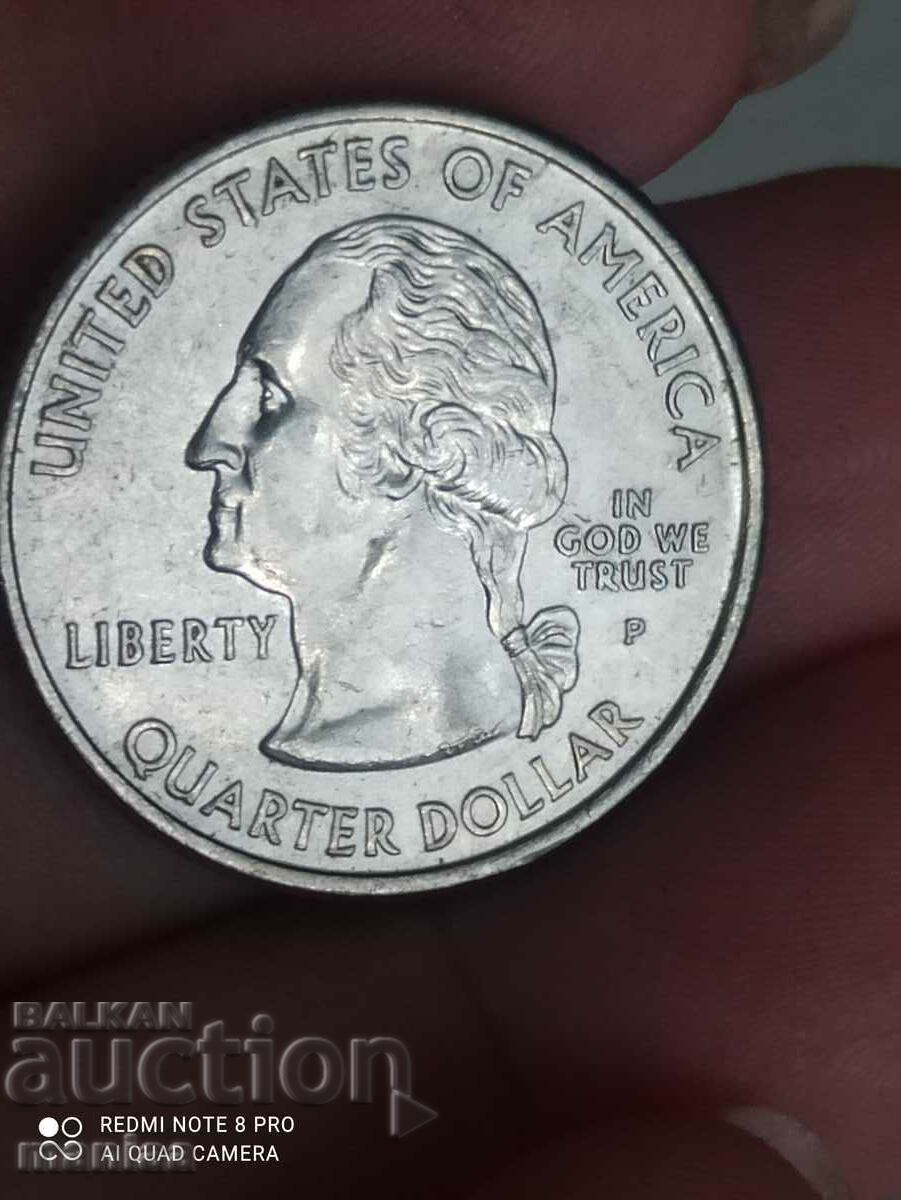 UNITED STATES OF AMERICA
IN
GOD WE
TRUST
LIBERTY
P
QUARTER DOLLAR
BALKAN
auction
REDMI NOTE 8 PRO
AI QUAD CAMERA